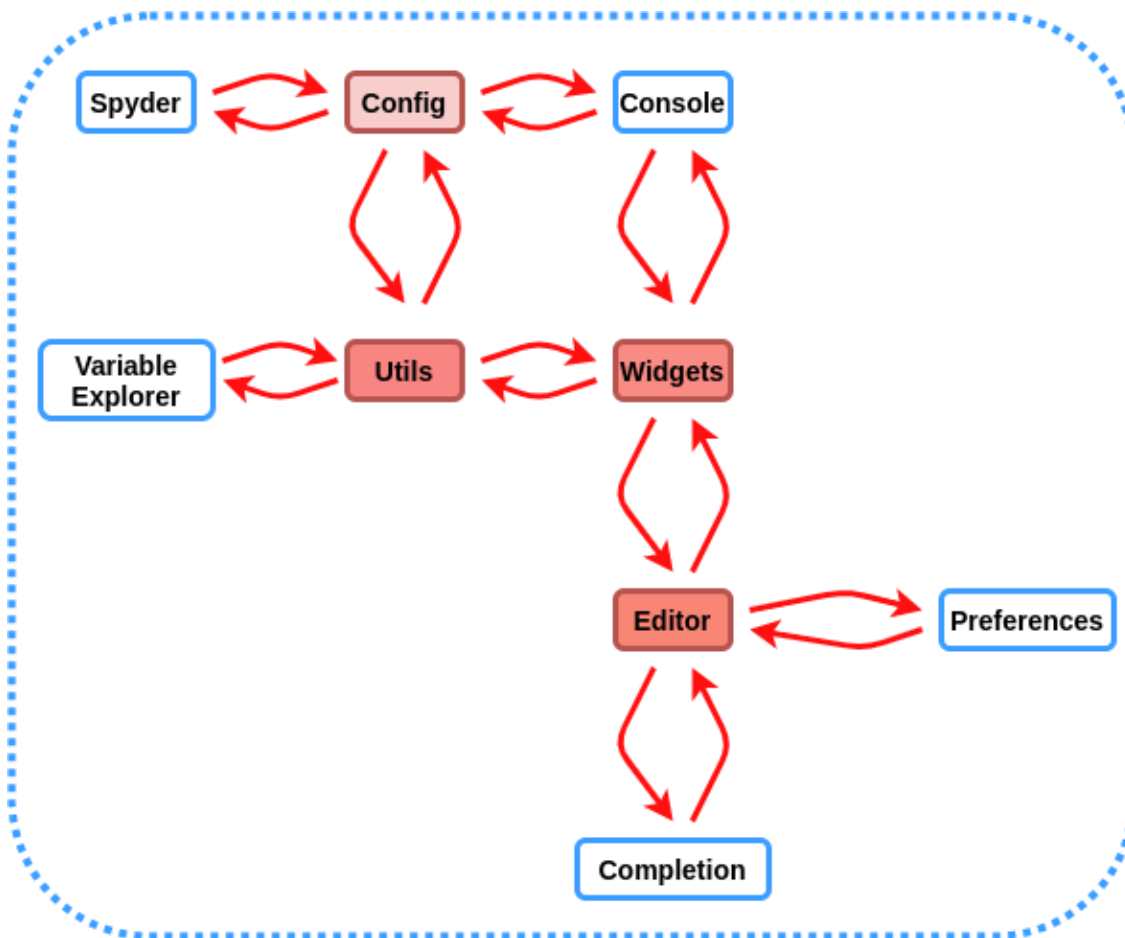 Spyder
Config
Console
Variable
Explorer
Utils
Widgets
Editor
Preferences
Completion